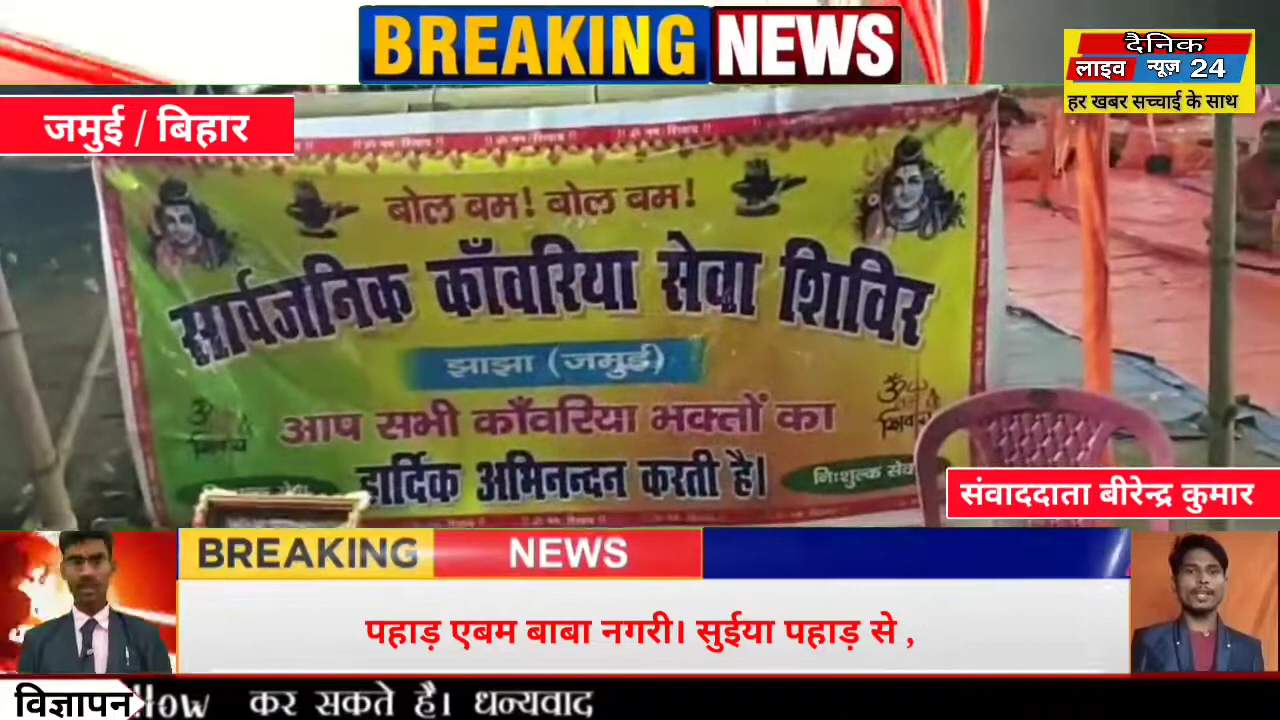 BREAKING NEWS
दैनिक
लाइव न्यूज़ 24
हर खबर सच्चाई के साथ
जमुई / बिहार
बोल बम! बोल बम!
सार्वजनिक काँवरिया सेवा शिविर
झाझा (जमुई)
आप सभी काँवरिया भक्तों का
हार्दिक अभिनन्दन करती है।
निःशुल्क सेवा
संवाददाता बीरेन्द्र कुमार
BREAKING NEWS
पहाड़ एबम बाबा नगरी। सुईया पहाड़ से ,
विज्ञापन llow कर सकते है। धन्यवाद